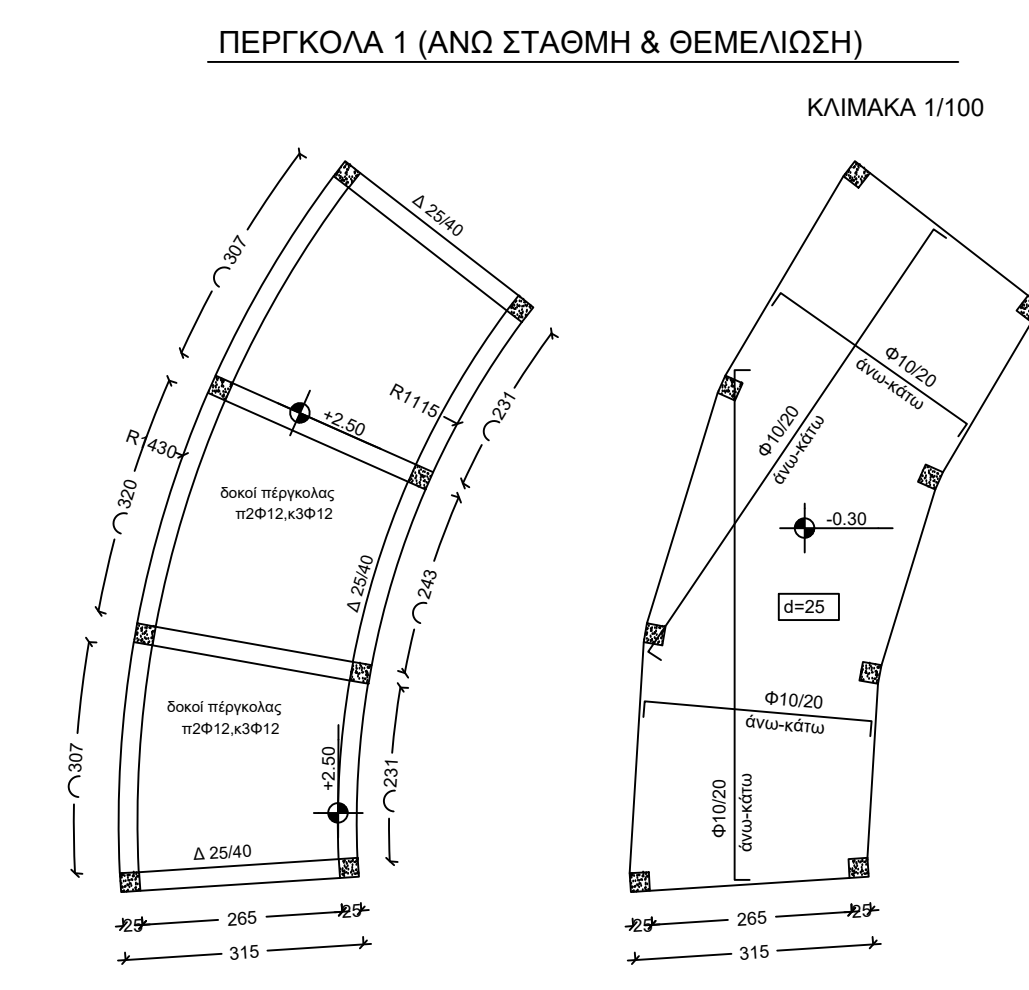 ΠΕΡΓΚΟΛΑ 1 (ΑΝΩ ΣΤΑΘΜΗ & ΘΕΜΕΛΙΩΣΗ)
ΚΛΙΜΑΚΑ 1/100
307
Δ 25/40
R1115
231
+2.50
R1430
320
δοκοί πέργκολας
π2Φ12,κ3Φ12
Δ 25/40
243
307
δοκοί πέργκολας
π2Φ12,κ3Φ12
+2.50
231
Δ 25/40
25
265
25
315
Φ10/20
άνω-κάτω
Φ10/20
άνω-κάτω
-0.30
d=25
Φ10/20
άνω-κάτω
Φ10/20
άνω-κάτω
25
265
25
315